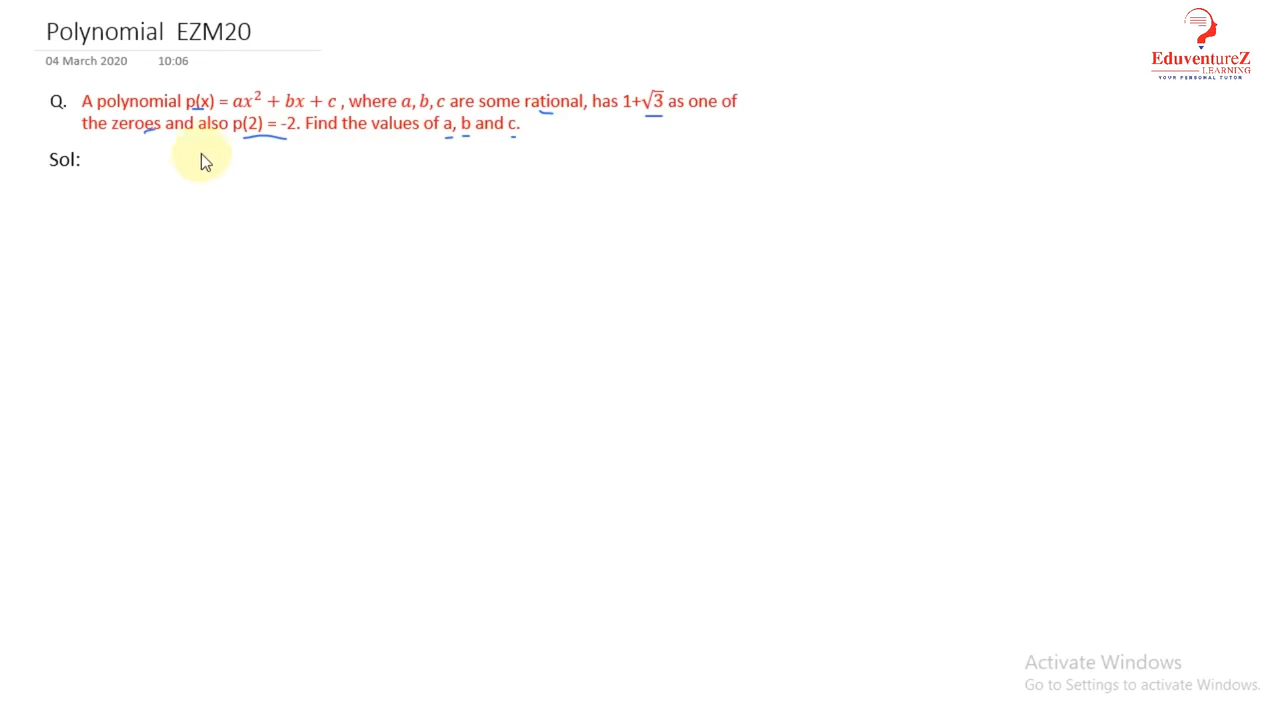 Polynomial EZM20
04 March 2020 10:06
EduventureZ
LEARNING
YOUR PERSONAL TUTOR
Q. A polynomial p(x) = ax² + bx + c , where a, b, c are some rational, has 1+√3 as one of
the zeroes and also p(2) = -2. Find the values of a, b and c.
Sol:
Activate Windows
Go to Settings to activate Windows.